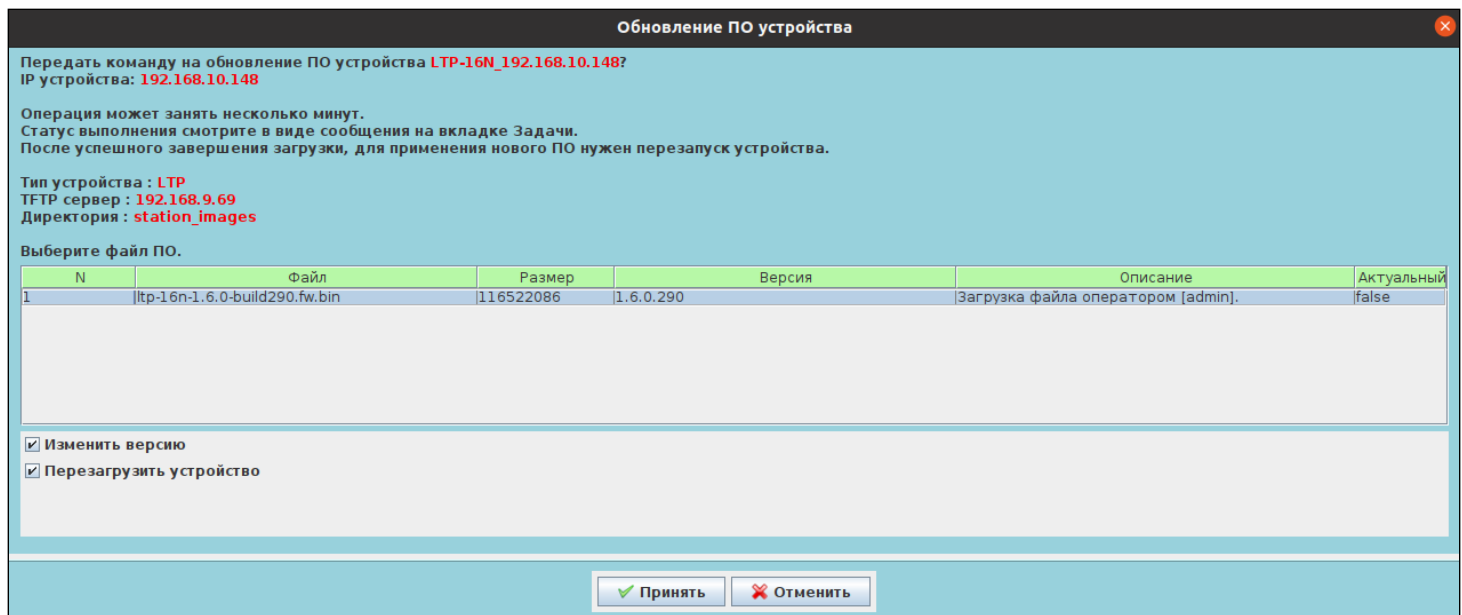 Обновление ПО устройства
Передать команду на обновление ПО устройства LTP-16N_192.168.10.148?
IP устройства: 192.168.10.148
Операция может занять несколько минут.
Статус выполнения смотрите в виде сообщения на вкладке Задачи.
После успешного завершения загрузки, для применения нового ПО нужен перезапуск устройства.
Тип устройства : LTP
TFTP сервер : 192.168.9.69
Директория : station_images
Выберите файл ПО.
N Файл Размер Версия Описание Актуальный
1 ltp-16n-1.6.0-build290.fw.bin 116522086 1.6.0.290 Загрузка файла оператором [admin]. false
Изменить версию
Перезагрузить устройство
Принять Отменить